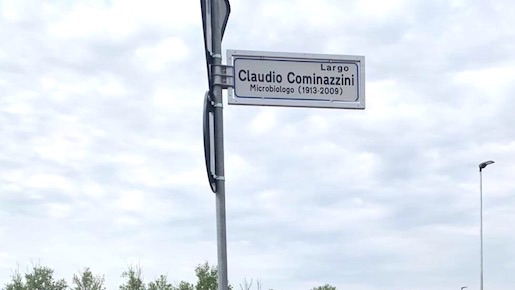 Largo
Claudio Cominazzini
Microbiologo (1913-2009)